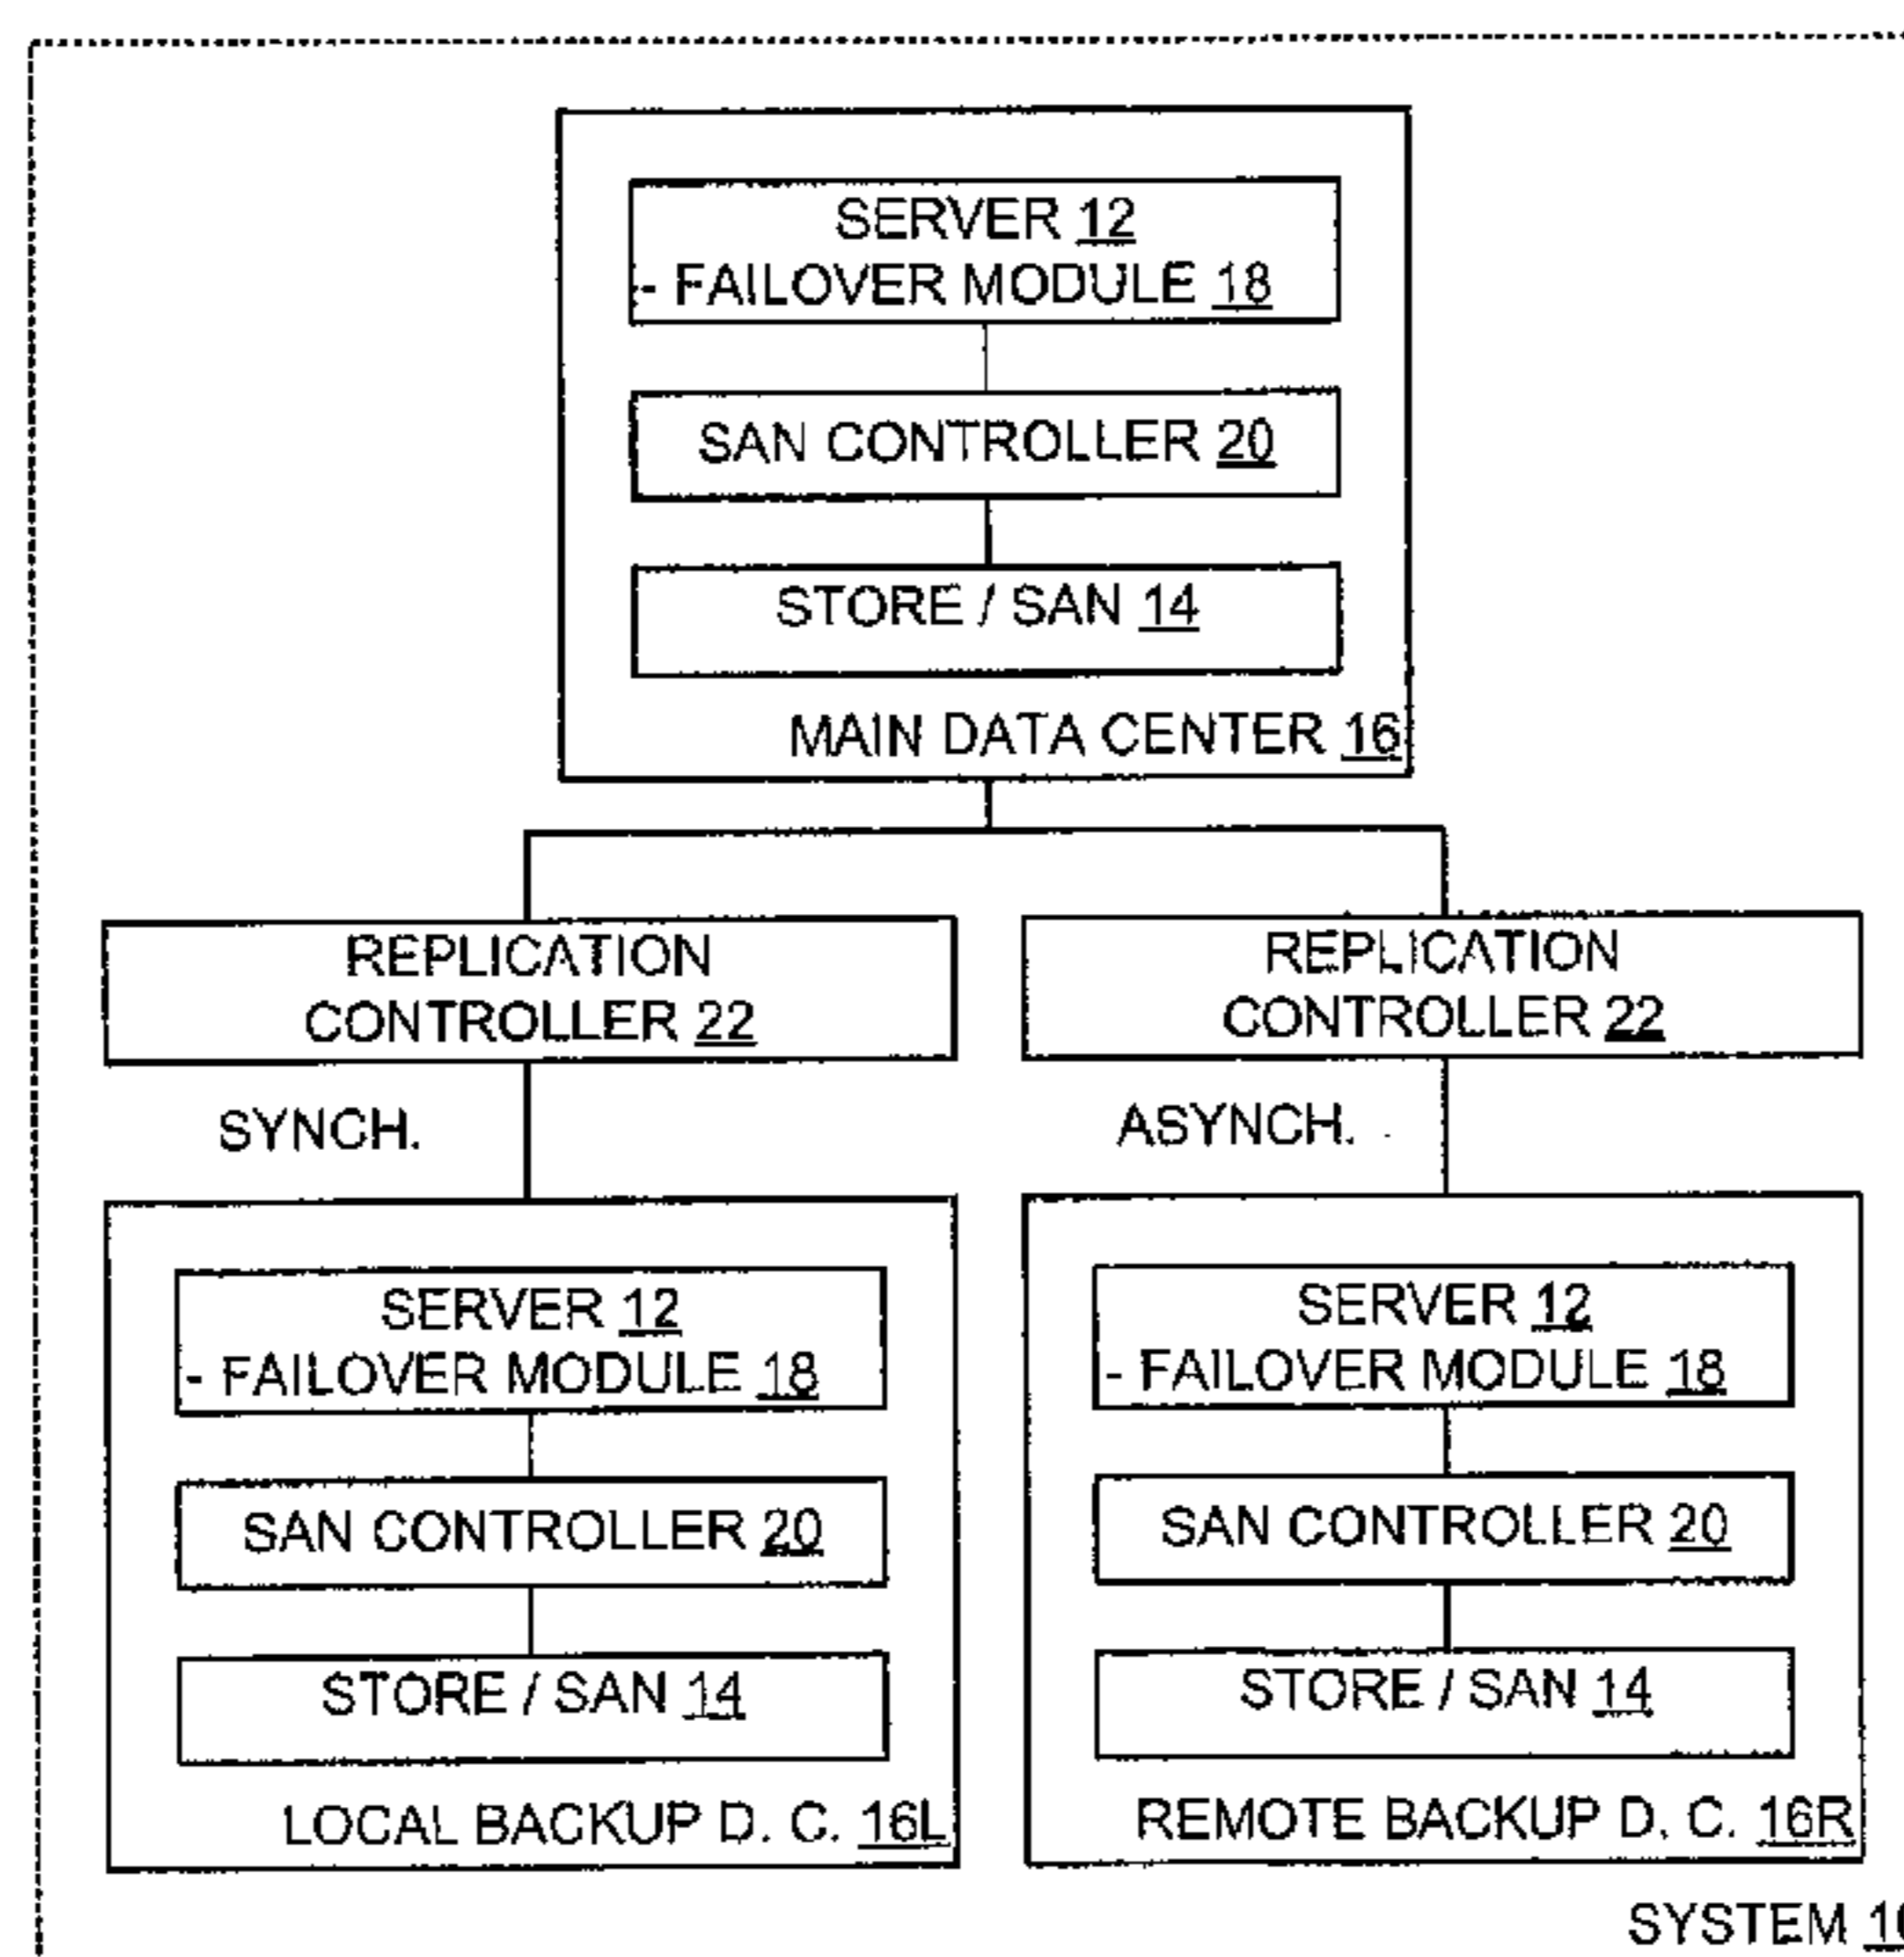 SERVER 12
- FAILOVER MODULE 18
SAN CONTROLLER 20
STORE / SAN 14
MAIN DATA CENTER 16
REPLICATION
CONTROLLER 22
REPLICATION
CONTROLLER 22
SYNCH.
ASYNCH.
SERVER 12
- FAILOVER MODULE 18
SAN CONTROLLER 20
STORE / SAN 14
LOCAL BACKUP D. C. 16L
SERVER 12
- FAILOVER MODULE 18
SAN CONTROLLER 20
STORE / SAN 14
REMOTE BACKUP D. C. 16R
SYSTEM